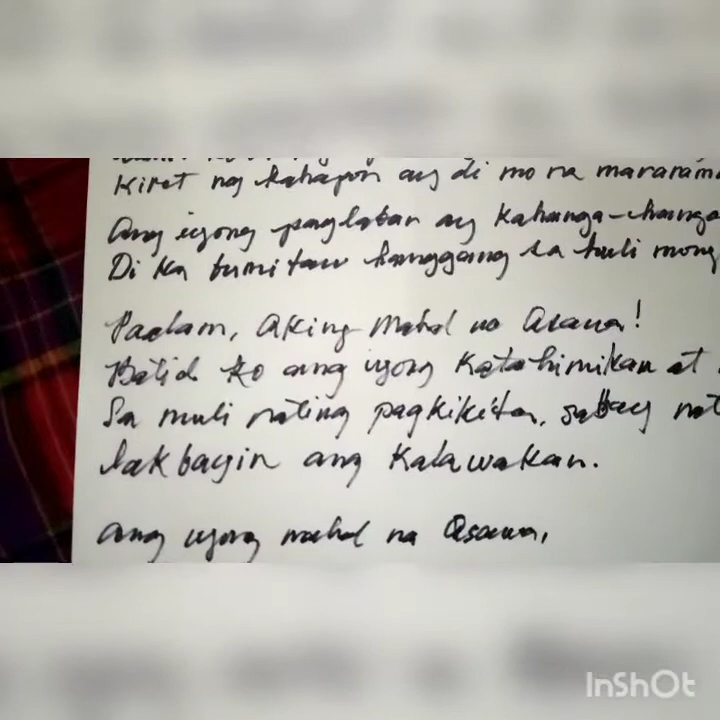 Kirot ng kahapon ay di mo na mararam
Ang iyong paglaban ay Kahanga-hanga
Di Ka bumitaw hanggang sa huli mong
Paalam, Aking Mahal na Asawa!
Batid ko ang iyong Katahimikan at
Sa muli nating pagkikita, sabay nat
lakbayin ang Kalawakan.
Ang iyong mahal na Asawa,
InShOt